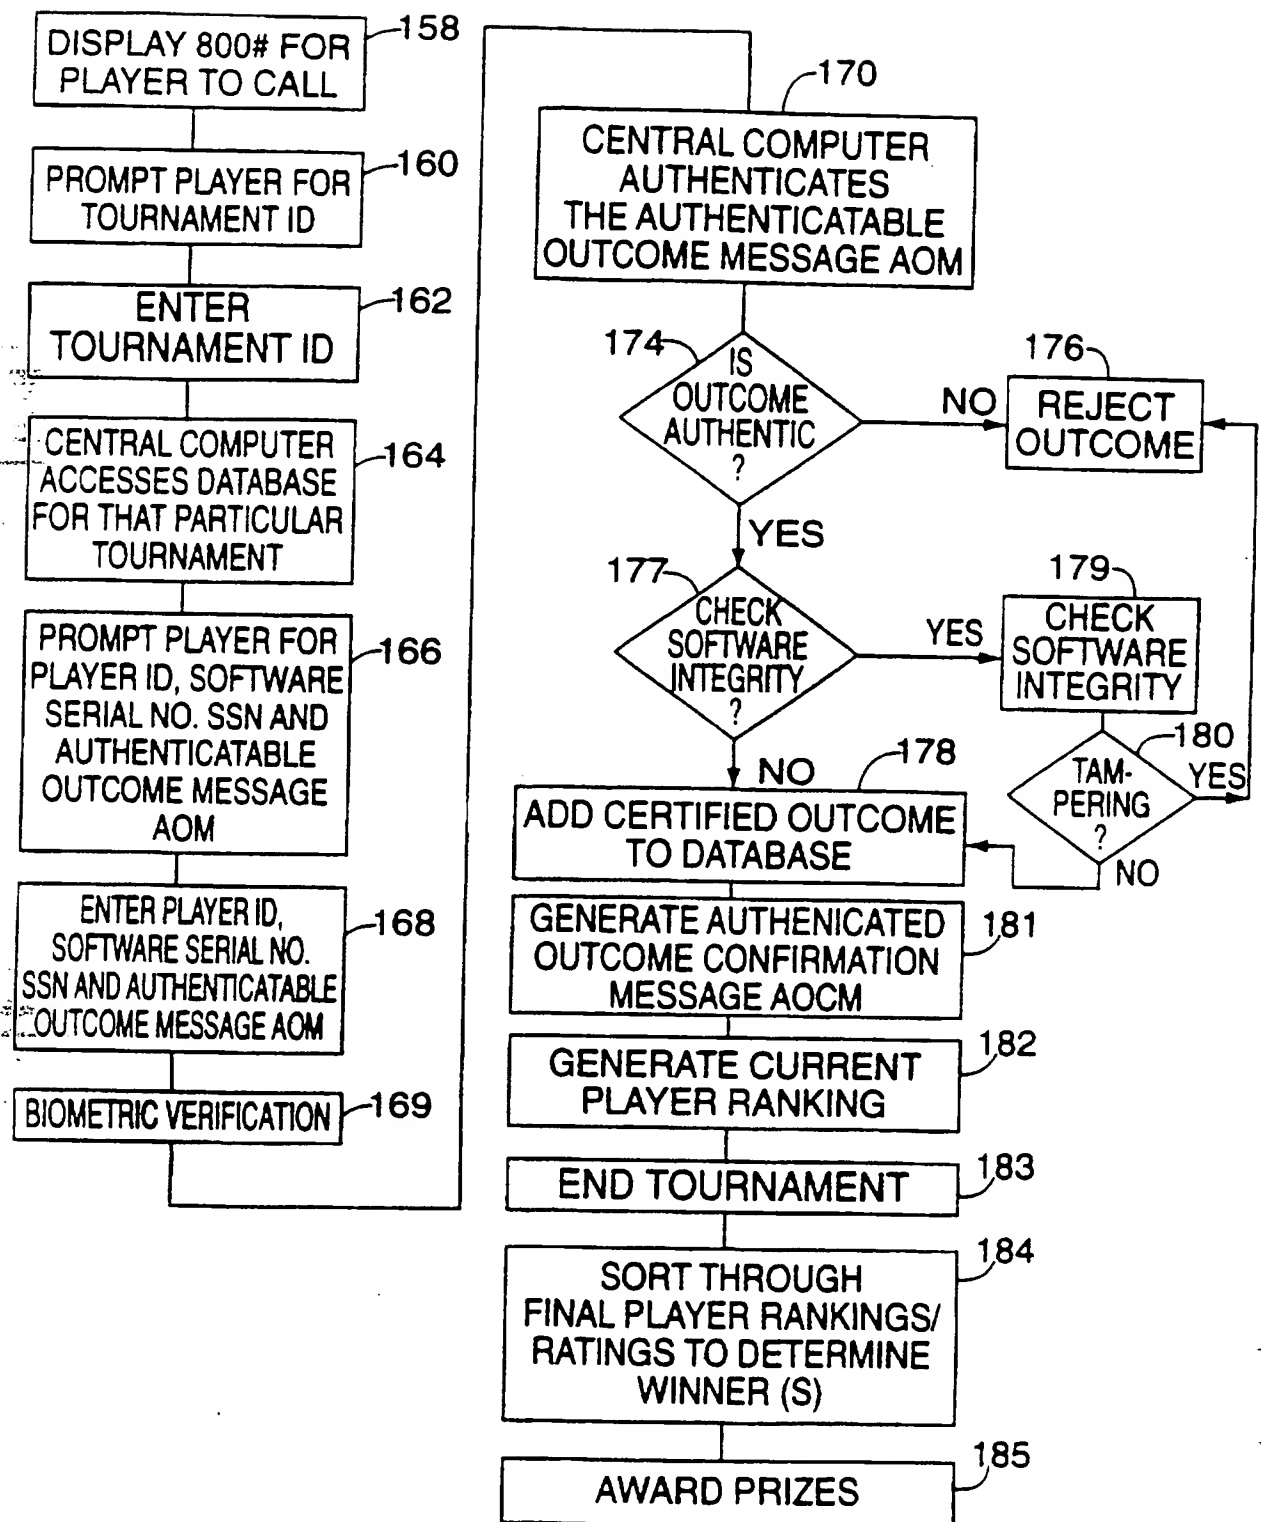 DISPLAY 800# FOR
PLAYER TO CALL
158
PROMPT PLAYER FOR
TOURNAMENT ID
160
ENTER
TOURNAMENT ID
162
CENTRAL COMPUTER
ACCESSES DATABASE
FOR THAT PARTICULAR
TOURNAMENT
164
PROMPT PLAYER FOR
PLAYER ID, SOFTWARE
SERIAL NO. SSN AND
AUTHENTICATABLE
OUTCOME MESSAGE
AOM
166
ENTER PLAYER ID,
SOFTWARE SERIAL NO.
SSN AND AUTHENTICATABLE
OUTCOME MESSAGE AOM
168
BIOMETRIC VERIFICATION
169
170
CENTRAL COMPUTER
AUTHENTICATES
THE AUTHENTICATABLE
OUTCOME MESSAGE AOM
174
IS
OUTCOME
AUTHENTIC
?
NO
176
REJECT
OUTCOME
YES
177
CHECK
SOFTWARE
INTEGRITY
?
YES
179
CHECK
SOFTWARE
INTEGRITY
180
TAM-
PERING
?
YES
NO
NO
178
ADD CERTIFIED OUTCOME
TO DATABASE
GENERATE AUTHENICATED
OUTCOME CONFIRMATION
MESSAGE AOCM
181
GENERATE CURRENT
PLAYER RANKING
182
END TOURNAMENT
183
SORT THROUGH
FINAL PLAYER RANKINGS/
RATINGS TO DETERMINE
WINNER (S)
184
AWARD PRIZES
185